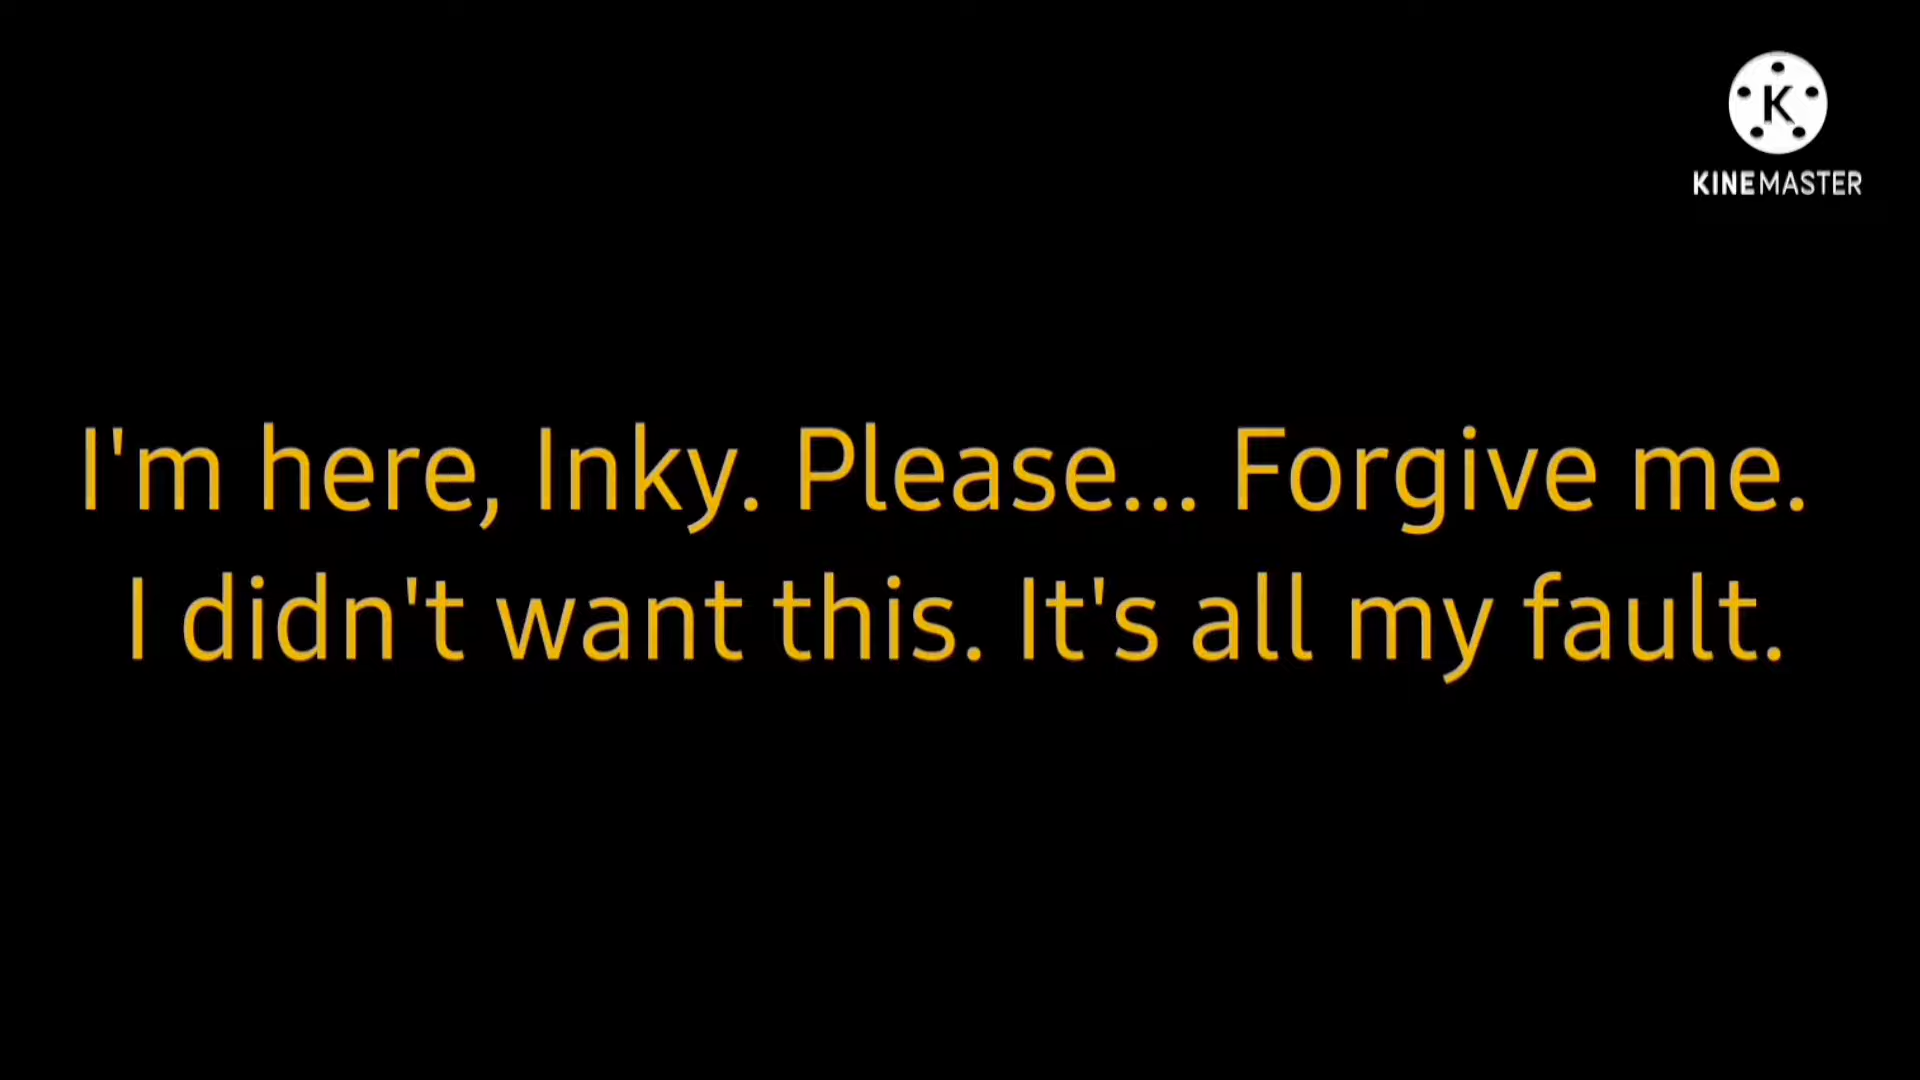 K
KINEMASTER
I'm here, Inky. Please... Forgive me.
I didn't want this. It's all my fault.